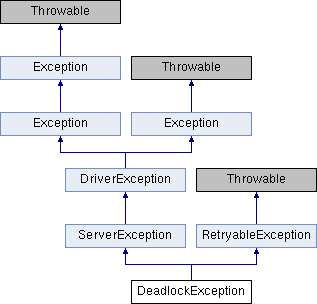 Throwable
Exception
Throwable
Exception
Exception
DriverException
Throwable
ServerException
RetryableException
DeadlockException